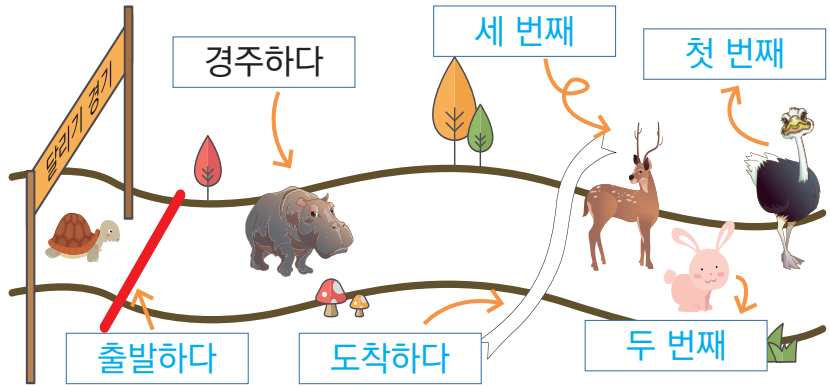 달리기 경기
경주하다
세 번째
첫 번째
출발하다
도착하다
두 번째